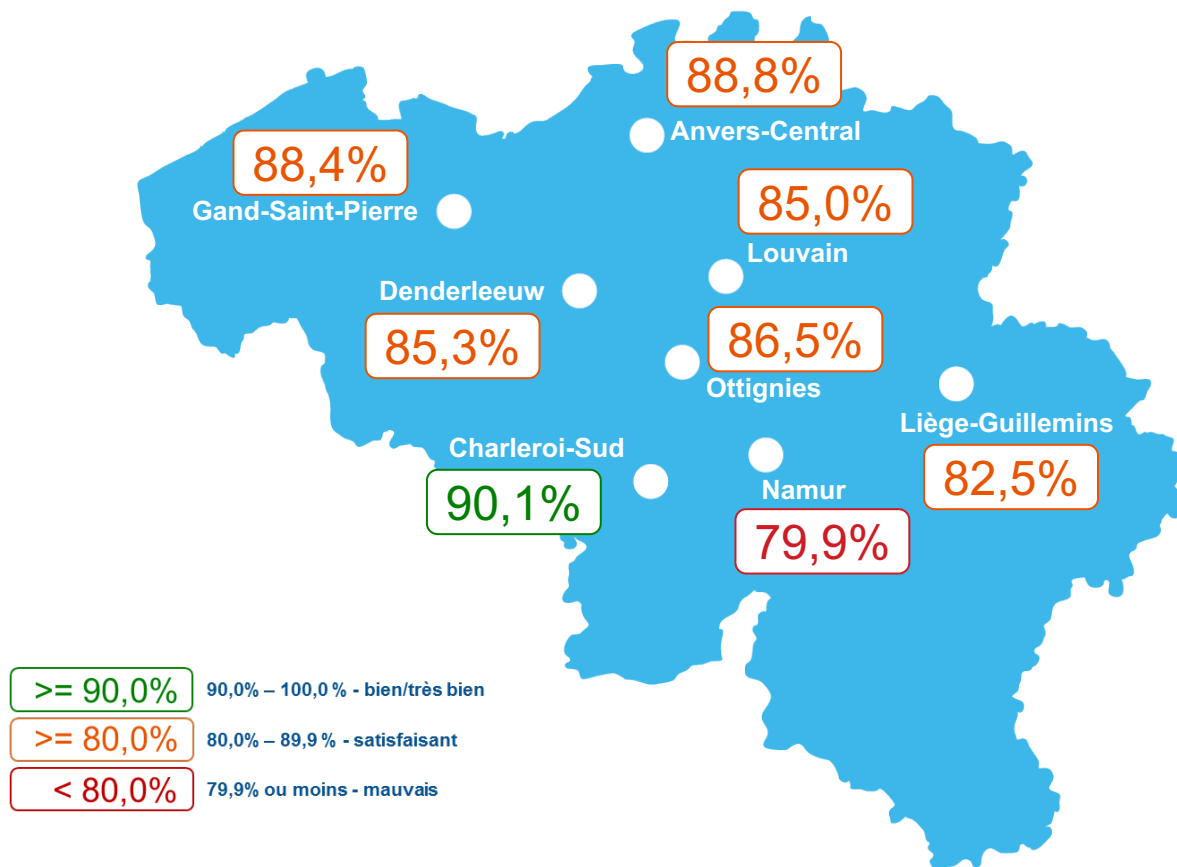 88,8%
Anvers-Central
88,4%
Gand-Saint-Pierre
85,0%
Louvain
Denderleeuw
85,3%
86,5%
Ottignies
Liège-Guillemins
82,5%
Charleroi-Sud
90,1%
Namur
79,9%
>= 90,0% 90,0% – 100,0 % - bien/très bien
>= 80,0% 80,0% – 89,9 % - satisfaisant
< 80,0% 79,9% ou moins - mauvais